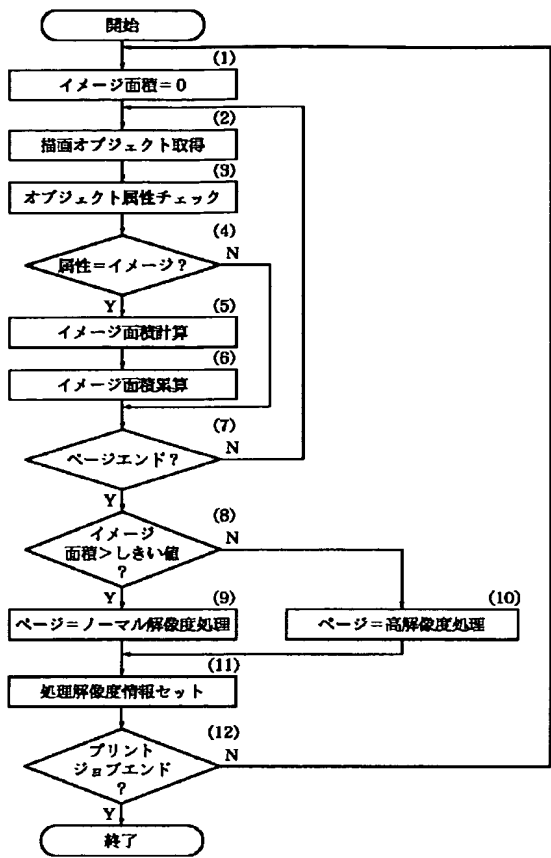 開始
(1)
イメージ面積＝0
(2)
描画オブジェクト取得
(3)
オブジェクト属性チェック
(4)
属性＝イメージ？
N
Y
(5)
イメージ面積計算
(6)
イメージ面積累算
(7)
ページエンド？
N
Y
(8)
イメージ
面積＞しきい値
？
N
Y
(9)
ページ＝ノーマル解像度処理
(10)
ページ＝高解像度処理
(11)
処理解像度情報セット
(12)
プリント
ジョブエンド
？
N
Y
終了